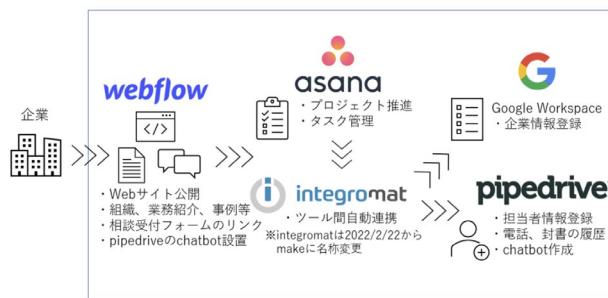 企業
webflow
・Webサイト公開
・組織、業務紹介、事例等
・相談受付フォームのリンク
・pipedriveのchatbot設置
asana
・プロジェクト推進
・タスク管理
integromat
・ツール間自動連携
※integromatは2022/2/22から
makeに名称変更
Google Workspace
・企業情報登録
pipedrive
・担当者情報登録
・電話、封書の履歴
・chatbot作成